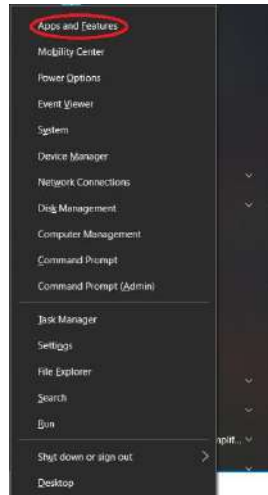 Apps and Features
Mobility Center
Power Options
Event Viewer
System
Device Manager
Network Connections
Disk Management
Computer Management
Command Prompt
Command Prompt (Admin)
Task Manager
Settings
File Explorer
Search
Run
Shut down or sign out
Desktop